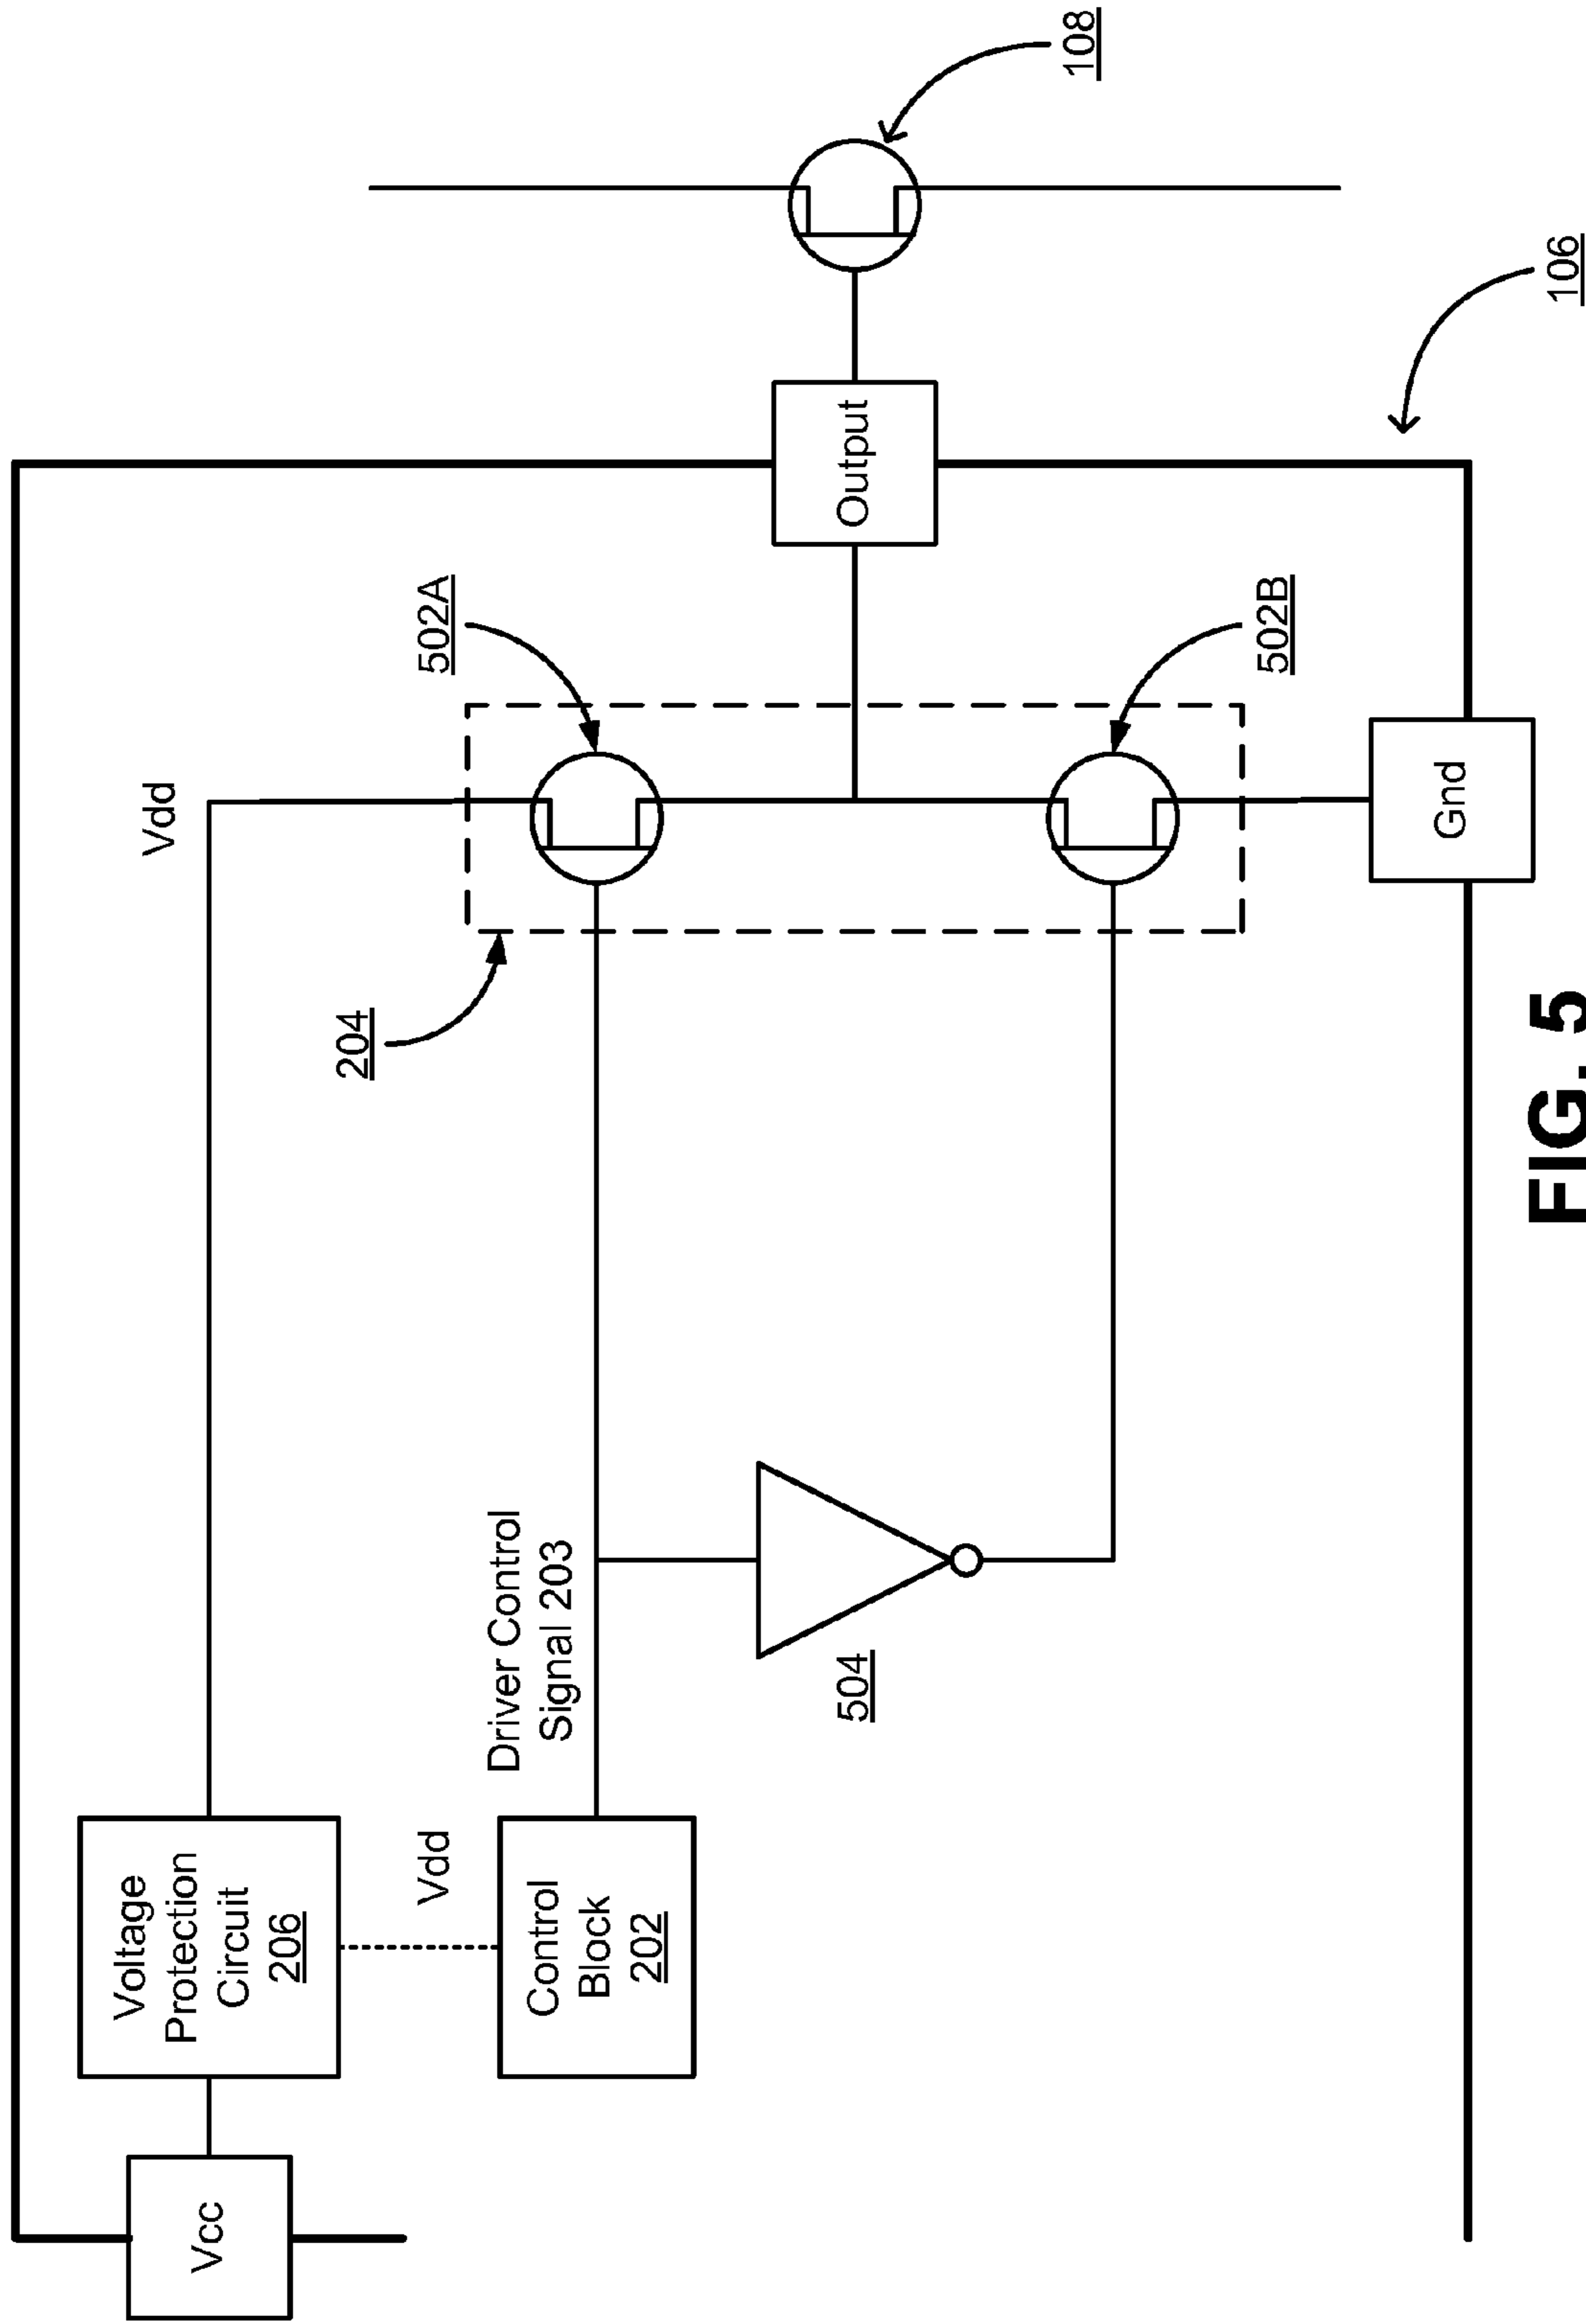 Vcc
Voltage
Protection
Circuit
206
Vdd
Vdd
Control
Block
202
Driver Control
Signal 203
504
204
502A
502B
Output
Gnd
108
106
FIG. 5